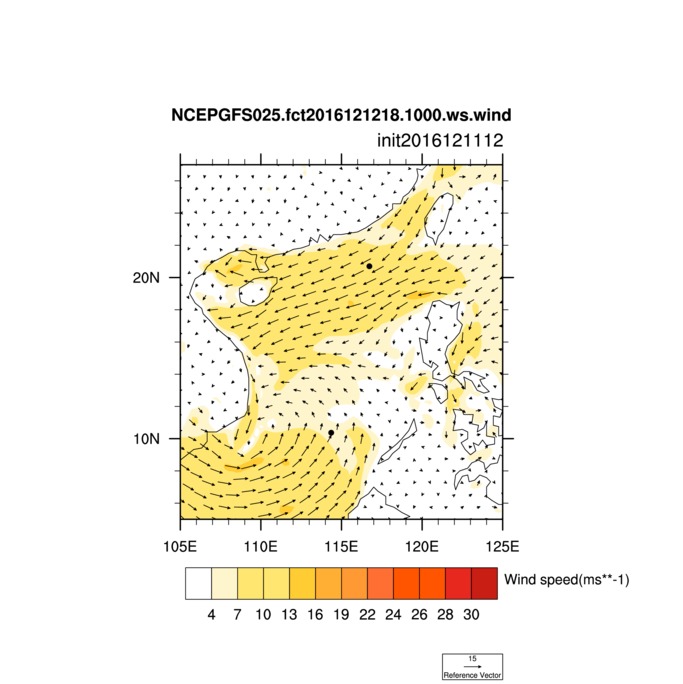 NCEPGFS025.fct2016121218.1000.ws.wind
init2016121112
20N
10N
105E 110E 115E 120E 125E
Wind speed(ms**-1)
4 7 10 13 16 19 22 24 26 28 30
15
Reference Vector